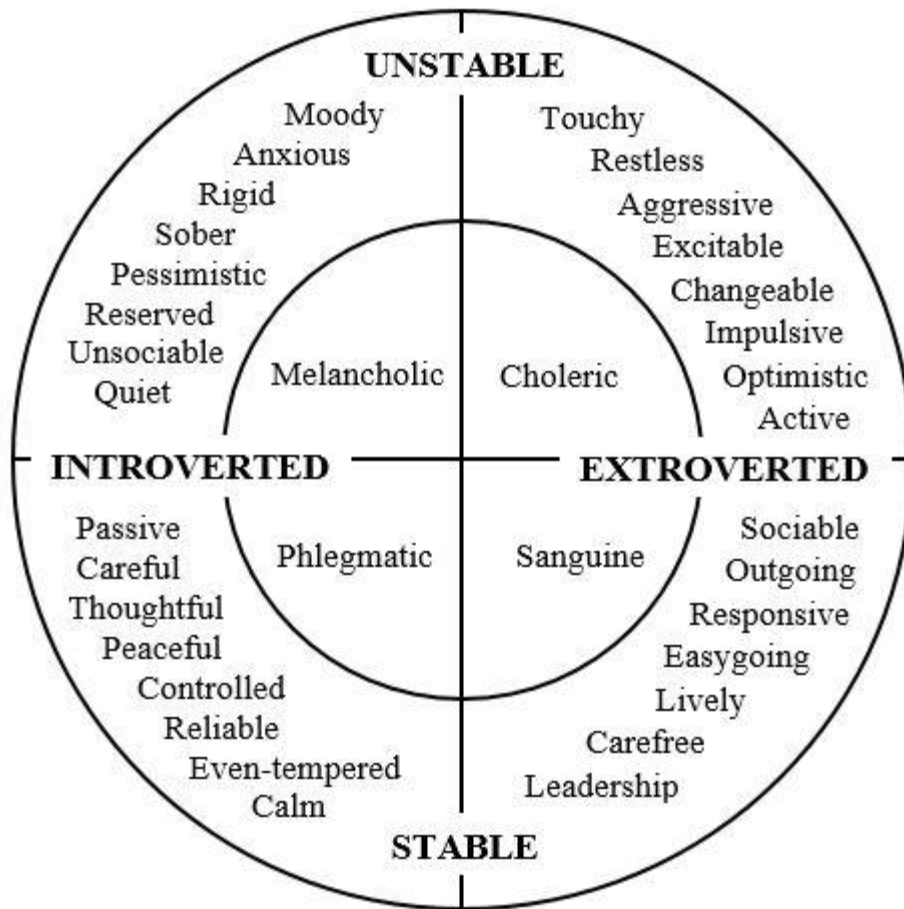 UNSTABLE
Moody
Anxious
Rigid
Sober
Pessimistic
Reserved
Unsociable
Quiet
Touchy
Restless
Aggressive
Excitable
Changeable
Impulsive
Optimistic
Active
Melancholic
Choleric
INTROVERTED
EXTROVERTED
Phlegmatic
Sanguine
Passive
Careful
Thoughtful
Peaceful
Controlled
Reliable
Even-tempered
Calm
Sociable
Outgoing
Responsive
Easygoing
Lively
Carefree
Leadership
STABLE